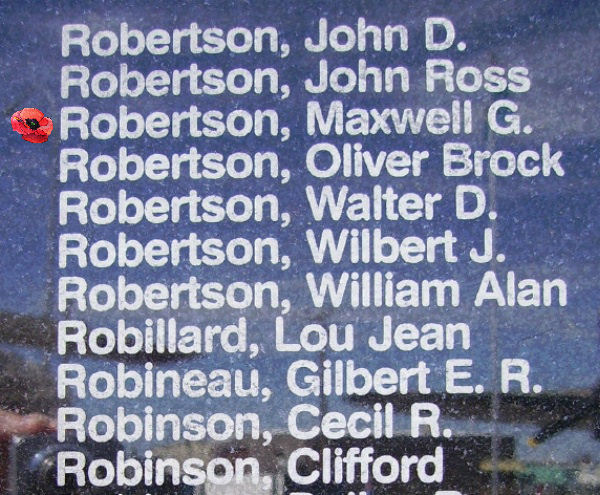 Robertson, John D.
Robertson, John Ross
Robertson, Maxwell G.
Robertson, Oliver Brock
Robertson, Walter D.
Robertson, Wilbert J.
Robertson, William Alan
Robillard, Lou Jean
Robineau, Gilbert E. R.
Robinson, Cecil R.
Robinson, Clifford